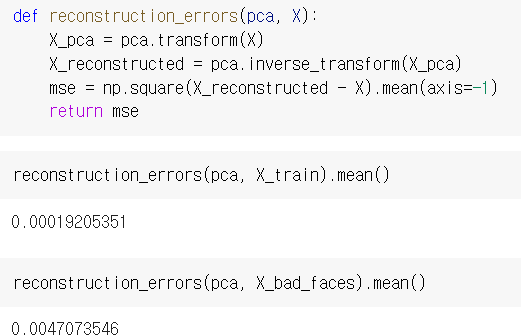 def reconstruction_errors(pca, X):
    X_pca = pca.transform(X)
    X_reconstructed = pca.inverse_transform(X_pca)
    mse = np.square(X_reconstructed - X).mean(axis=-1)
    return mse
reconstruction_errors(pca, X_train).mean()
0.00019205351
reconstruction_errors(pca, X_bad_faces).mean()
0.0047073546